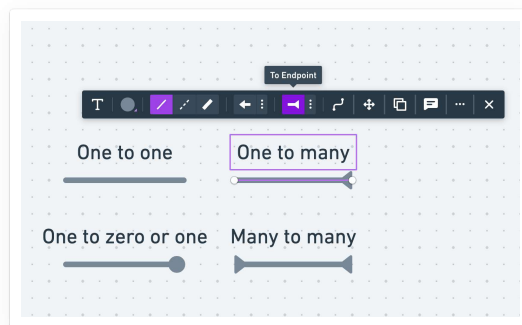 To Endpoint
T
One to one
One to many
One to zero or one
Many to many